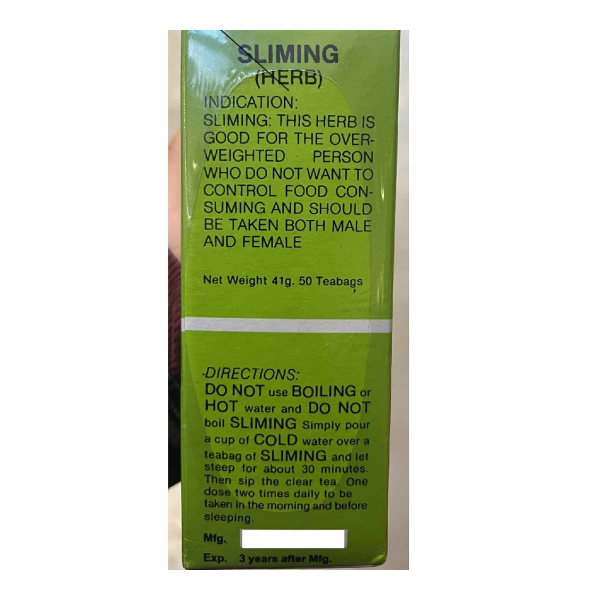 SLIMING
(HERB)
INDICATION:
SLIMING: THIS HERB IS
GOOD FOR THE OVER-
WEIGHTED PERSON
WHO DO NOT WANT TO
CONTROL FOOD CON-
SUMING AND SHOULD
BE TAKEN BOTH MALE
AND FEMALE
Net Weight 41g. 50 Teabags
DIRECTIONS:
DO NOT use BOILING or
HOT water and DO NOT
boil SLIMING Simply pour
a cup of COLD water over a
teabag of SLIMING and let
steep for about 30 minutes.
Then sip the clear tea. One
dose two times daily to be
taken in the morning and before
sleeping.
Mfg.
Exp. 3 years after Mfg.